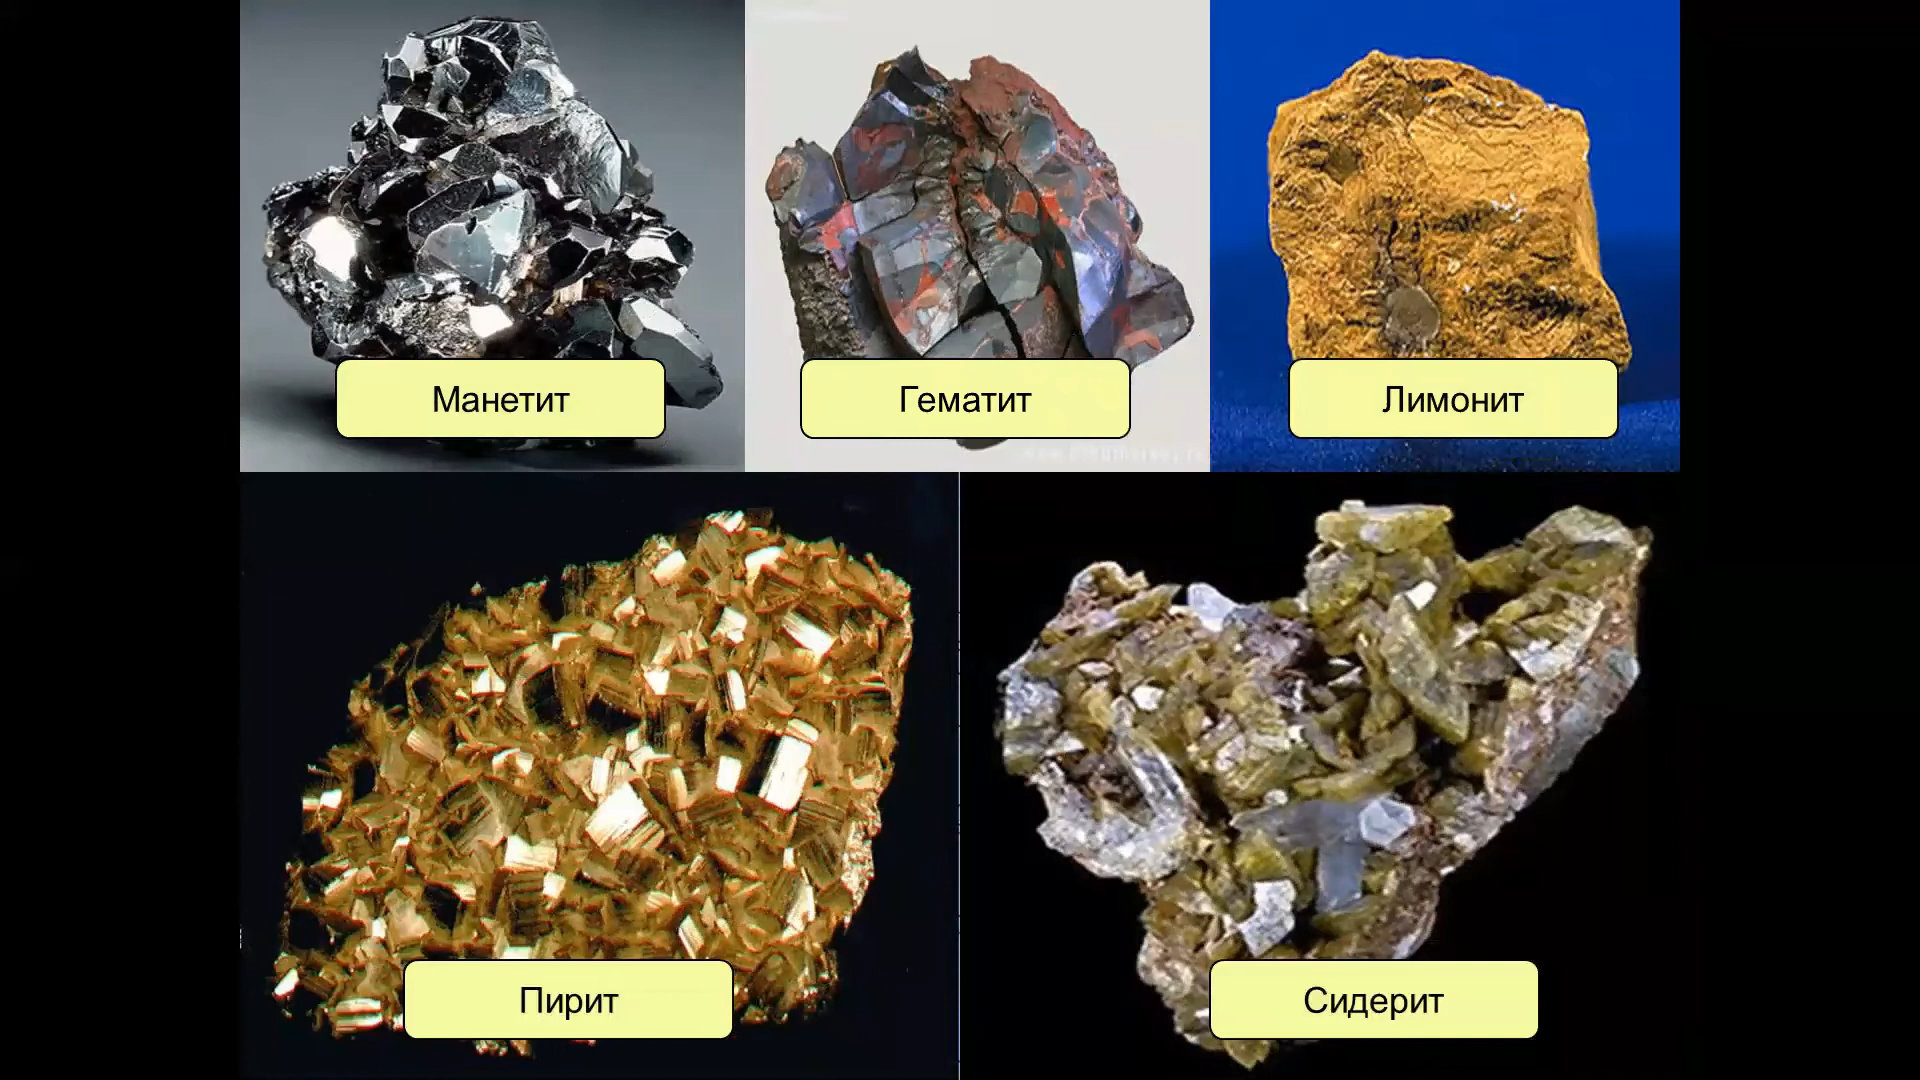 Манетит
Гематит
Лимонит
Пирит
Сидерит